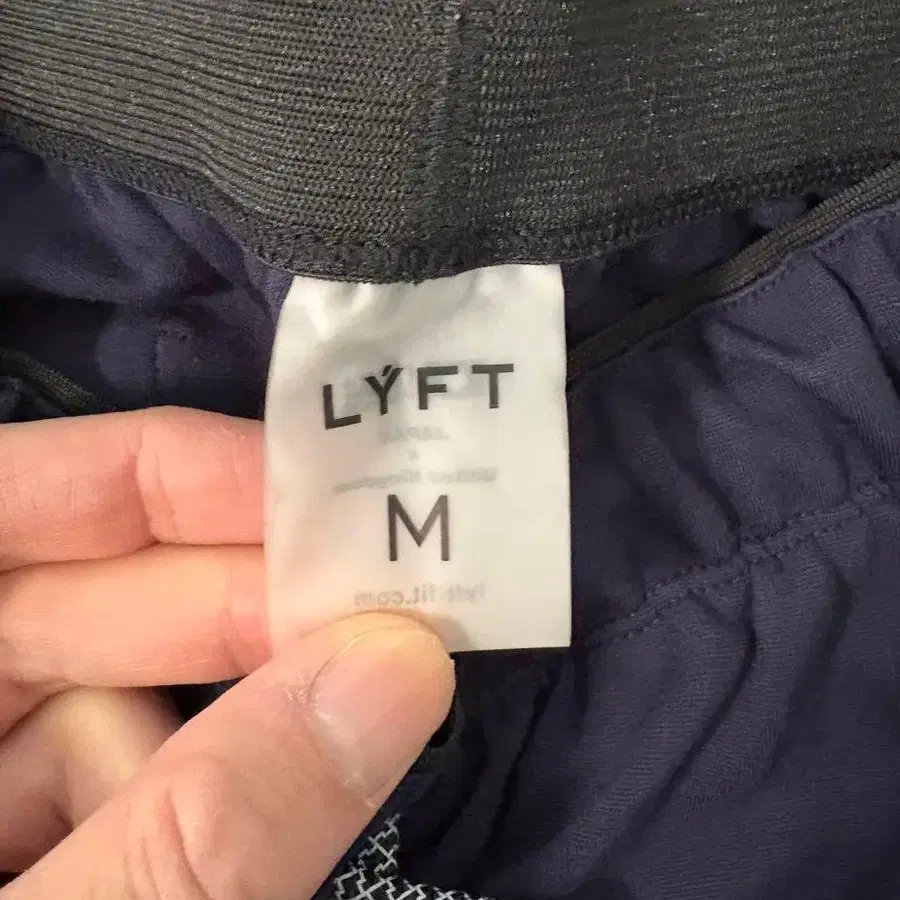 LÝFT
JAPAN
&
United Kingdom
M
lyft-fit.com